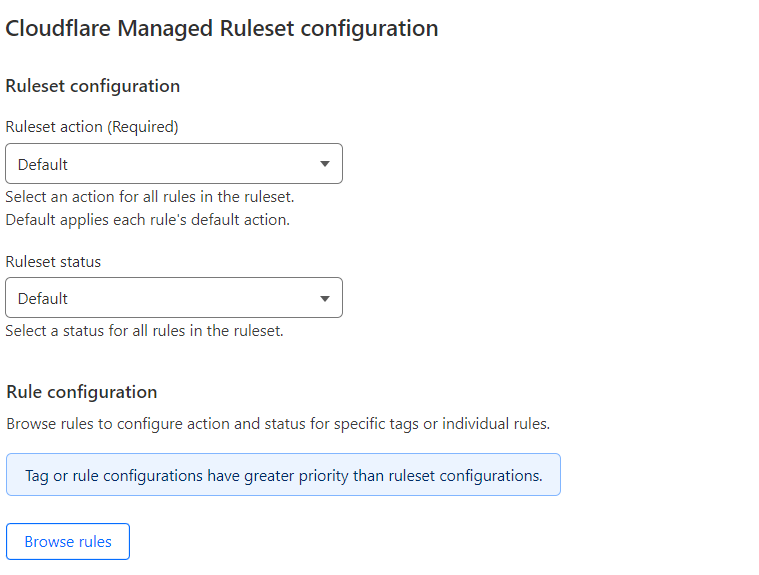 Cloudflare Managed Ruleset configuration
Ruleset configuration
Ruleset action (Required)
Default
Select an action for all rules in the ruleset.
Default applies each rule's default action.
Ruleset status
Default
Select a status for all rules in the ruleset.
Rule configuration
Browse rules to configure action and status for specific tags or individual rules.
Tag or rule configurations have greater priority than ruleset configurations.
Browse rules